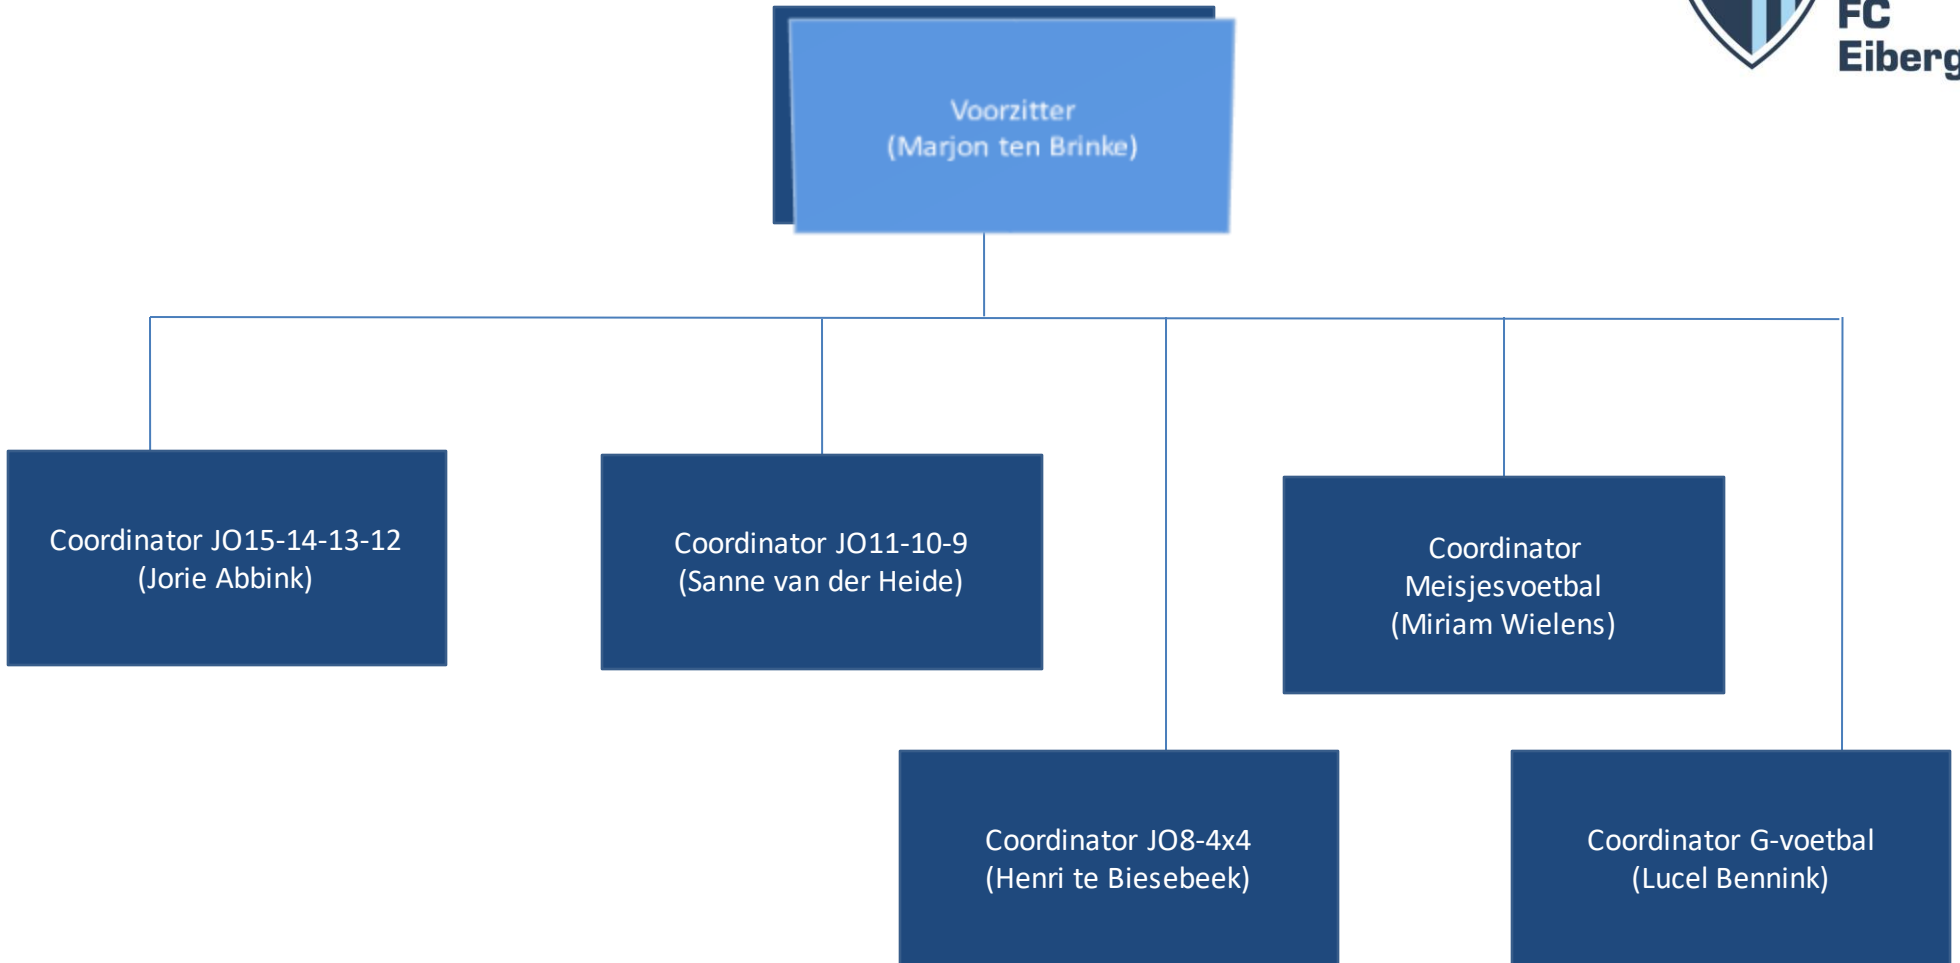 FC
Eiberg
Voorzitter
(Marjon ten Brinke)
Coordinator JO15-14-13-12
(Jorie Abbink)
Coordinator JO11-10-9
(Sanne van der Heide)
Coordinator
Meisjesvoetbal
(Miriam Wielens)
Coordinator JO8-4x4
(Henri te Biesebeek)
Coordinator G-voetbal
(Lucel Bennink)